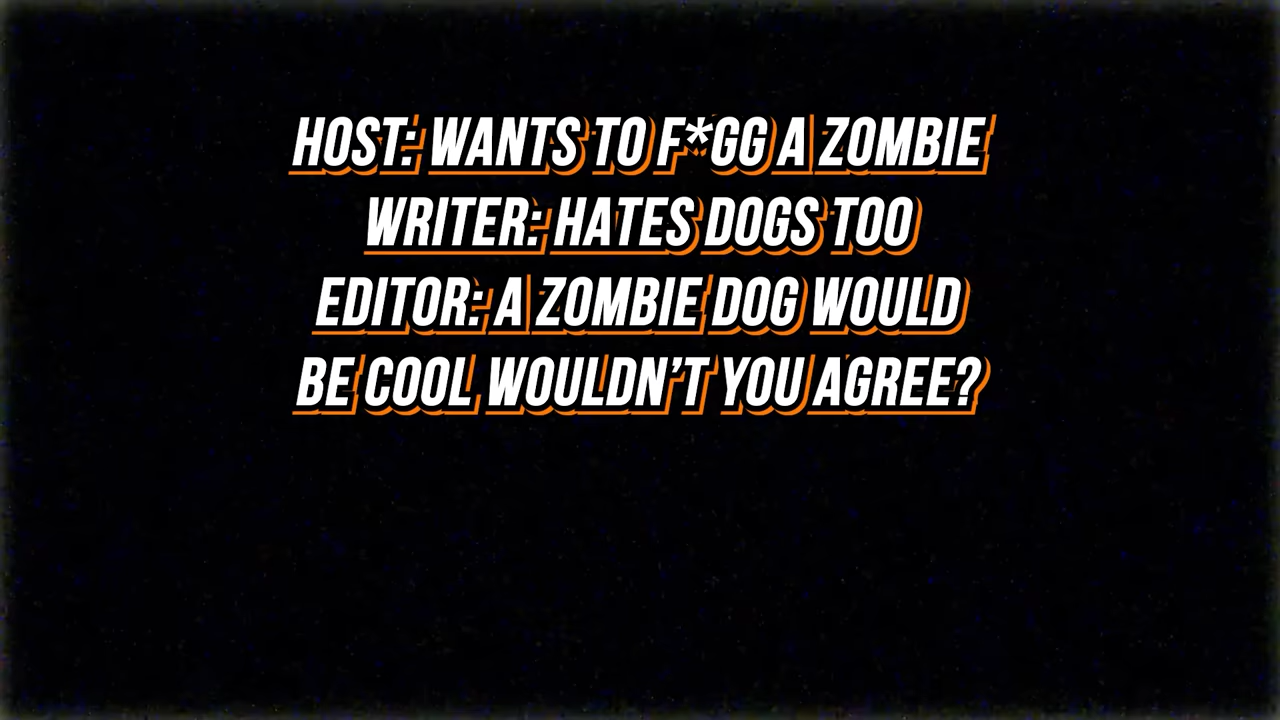 HOST: WANTS TO F*GG A ZOMBIE
WRITER: HATES DOGS TOO
EDITOR: A ZOMBIE DOG WOULD
BE COOL WOULDN’T YOU AGREE?